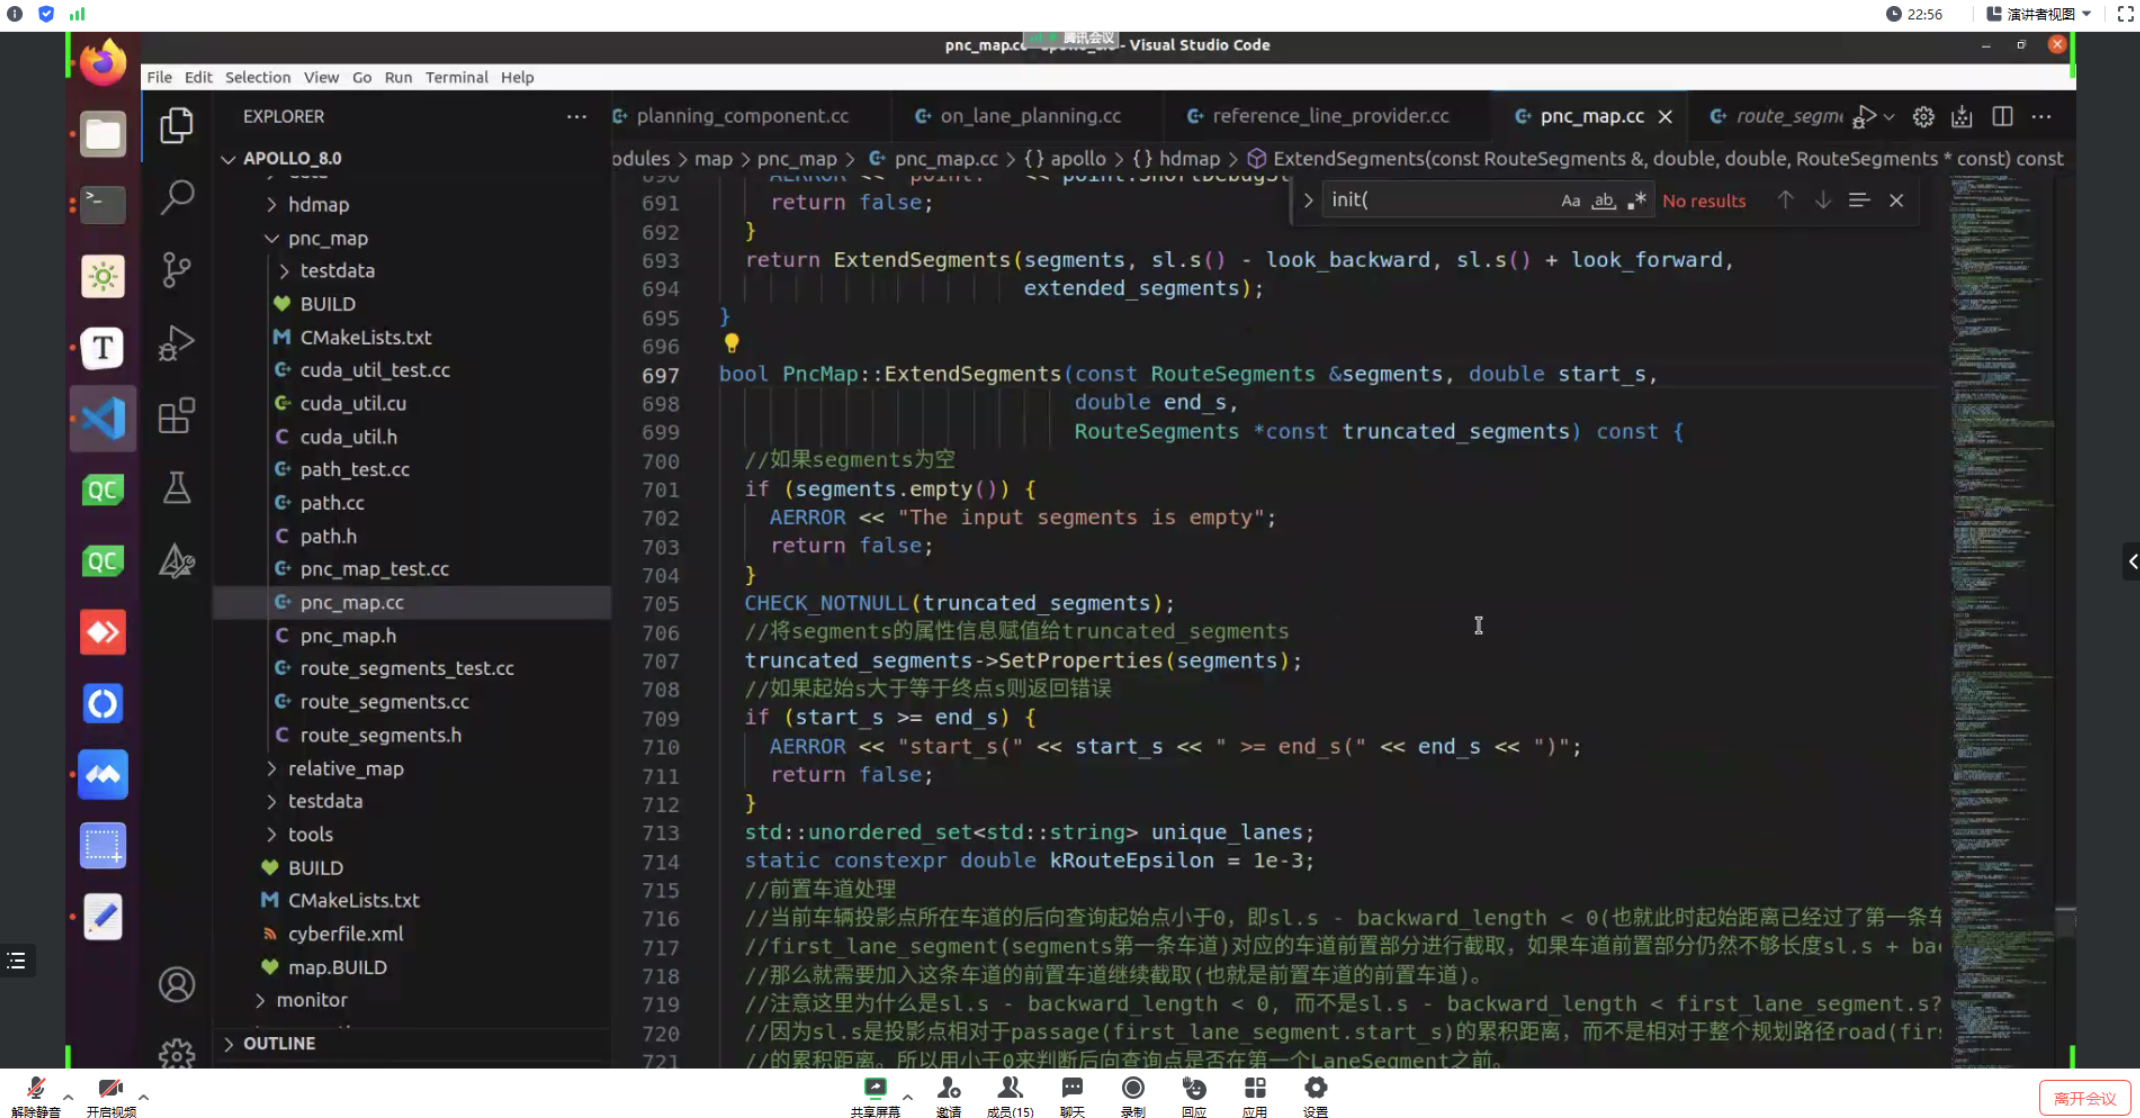 22:56
演讲者视图
腾讯会议
- Visual Studio Code
File Edit Selection View Go Run Terminal Help
EXPLORER
APOLLO_8.0
hdmap
pnc_map
testdata
BUILD
CMakeLists.txt
cuda_util_test.cc
cuda_util.cu
cuda_util.h
path_test.cc
path.cc
path.h
pnc_map_test.cc
pnc_map.cc
pnc_map.h
route_segments_test.cc
route_segments.cc
route_segments.h
relative_map
testdata
tools
BUILD
CMakeLists.txt
cyberfile.xml
map.BUILD
monitor
OUTLINE
planning_component.cc on_lane_planning.cc reference_line_provider.cc pnc_map.cc
odules > map > pnc_map > pnc_map.cc > {} apollo > {} hdmap > ExtendSegments(const RouteSegments &, double, double, RouteSegments * const) const
init( Aa ab .* No results
691 return false;
692 }
693 return ExtendSegments(segments, sl.s() - look_backward, sl.s() + look_forward,
694 extended_segments);
695 }
696
697 bool PncMap::ExtendSegments(const RouteSegments &segments, double start_s,
698 double end_s,
699 RouteSegments *const truncated_segments) const {
700 //如果segments为空
701 if (segments.empty()) {
702 AERROR << "The input segments is empty";
703 return false;
704 }
705 CHECK_NOTNULL(truncated_segments);
706 //将segments的属性信息赋值给truncated_segments
707 truncated_segments->SetProperties(segments);
708 //如果起始s大于等于终点s则返回错误
709 if (start_s >= end_s) {
710 AERROR << "start_s(" << start_s << " >= end_s(" << end_s << ")";
711 return false;
712 }
713 std::unordered_set<std::string> unique_lanes;
714 static constexpr double kRouteEpsilon = 1e-3;
715 //前置车道处理
716 //当前车辆投影点所在车道的后向查询起始点小于0，即sl.s - backward_length < 0(也就此时起始距离已经过了第一条车
717 //first_lane_segment(segments第一条车道)对应的车道前置部分进行截取，如果车道前置部分仍然不够长度sl.s + bac
718 //那么就需要加入这条车道的前置车道继续截取(也就是前置车道的前置车道)。
719 //注意这里为什么是sl.s - backward_length < 0, 而不是sl.s - backward_length < first_lane_segment.s?
720 //因为sl.s是投影点相对于passage(first_lane_segment.start_s)的累积距离，而不是相对于整个规划路径road(firs
721 //的累积距离。所以用小于0来判断后向查询点是否在第一个LaneSegment之前。
解除静音 开启视频 共享屏幕 邀请 成员(15) 聊天 录制 回应 应用 设置 离开会议